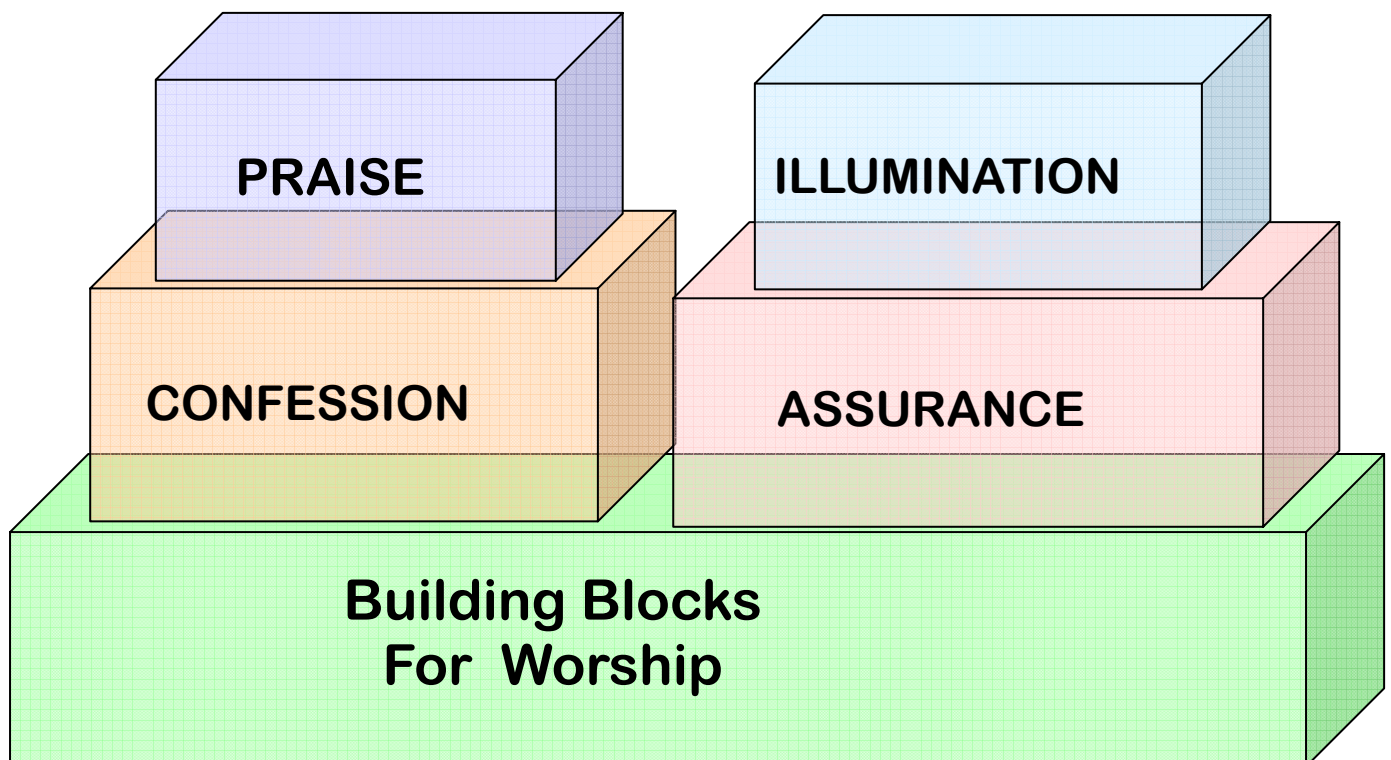 PRAISE
ILLUMINATION
CONFESSION
ASSURANCE
Building Blocks
For  Worship